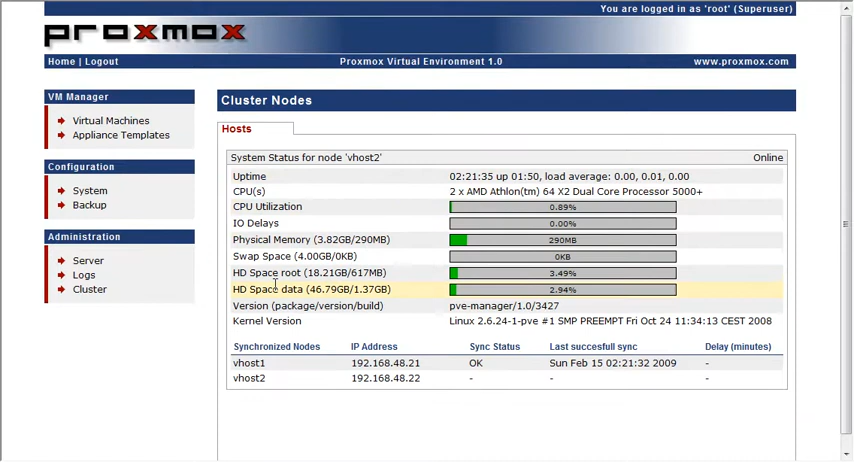 You are logged in as 'root' (Superuser)
proxmox
Home | Logout
Proxmox Virtual Environment 1.0
www.proxmox.com
VM Manager
Virtual Machines
Appliance Templates
Configuration
System
Backup
Administration
Server
Logs
Cluster
Cluster Nodes
Hosts
System Status for node 'vhost2' Online
Uptime 02:21:35 up 01:50, load average: 0.00, 0.01, 0.00
CPU(s) 2 x AMD Athlon(tm) 64 X2 Dual Core Processor 5000+
CPU Utilization 0.89%
IO Delays 0.00%
Physical Memory (3.82GB/290MB) 290MB
Swap Space (4.00GB/0KB) 0KB
HD Space root (18.21GB/617MB) 3.49%
HD Space data (46.79GB/1.37GB) 2.94%
Version (package/version/build) pve-manager/1.0/3427
Kernel Version Linux 2.6.24-1-pve #1 SMP PREEMPT Fri Oct 24 11:34:13 CEST 2008
Synchronized Nodes IP Address Sync Status Last succesfull sync Delay (minutes)
vhost1 192.168.48.21 OK Sun Feb 15 02:21:32 2009 -
vhost2 192.168.48.22 - - -